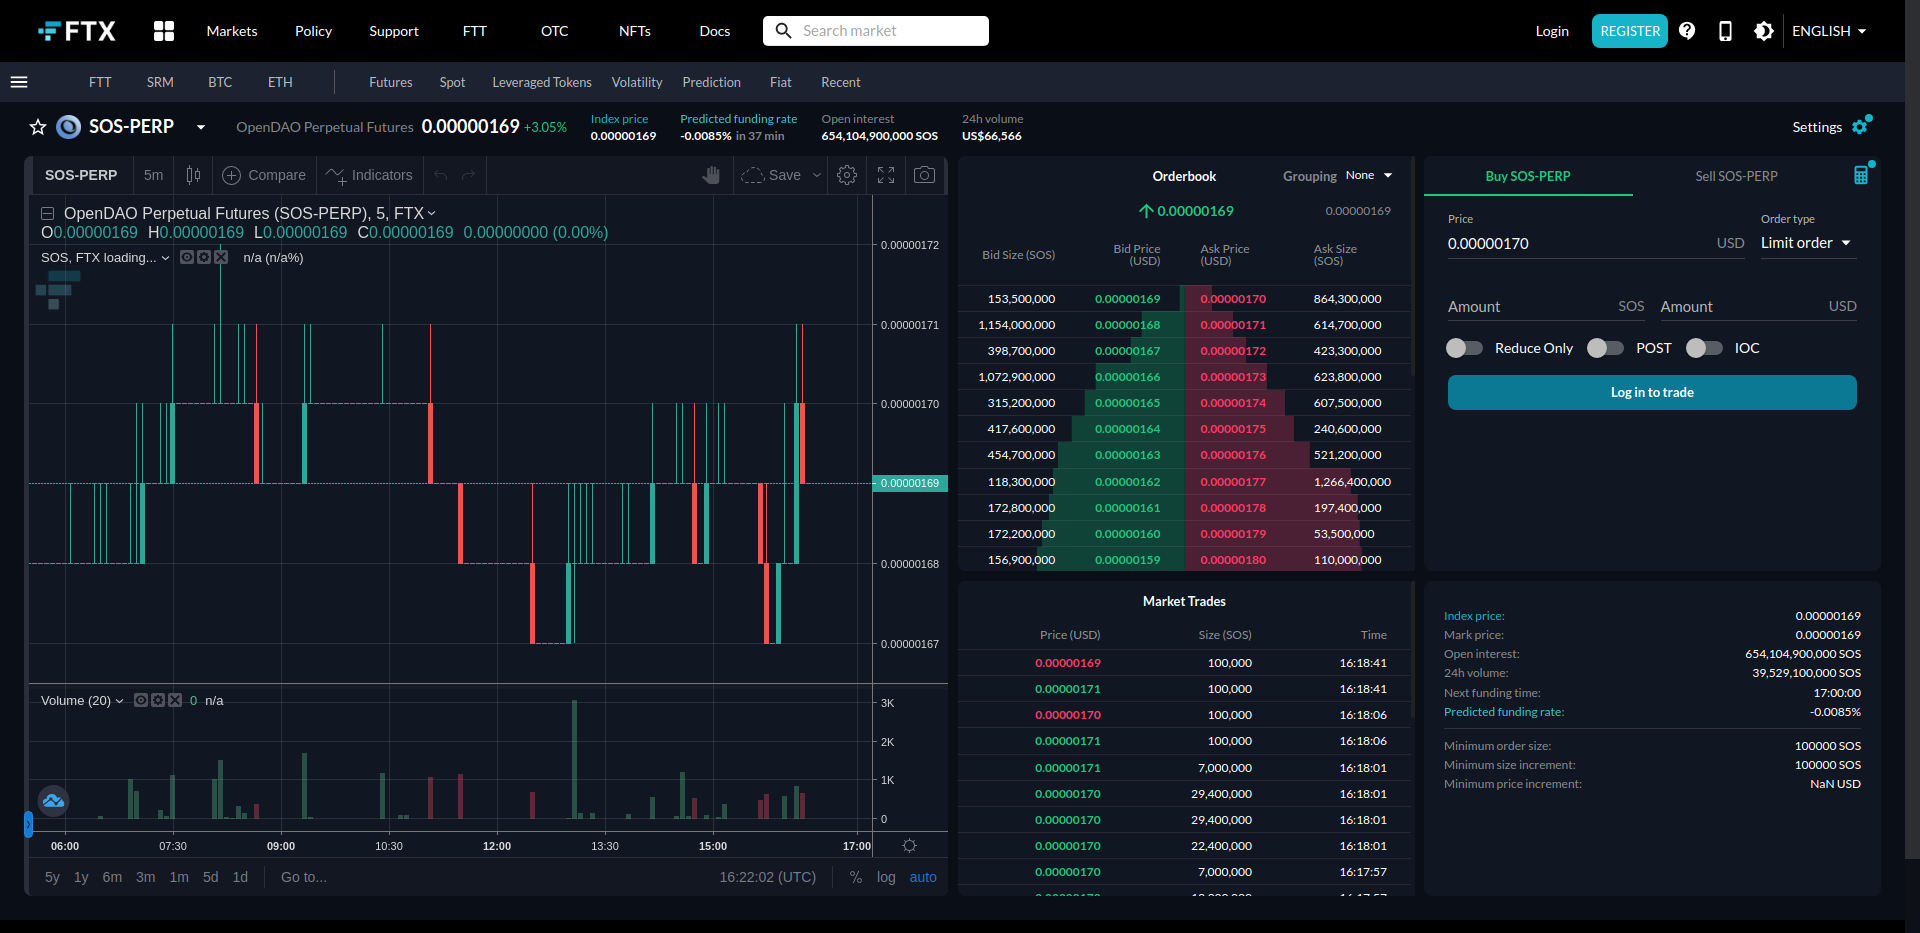 FTX
Markets Policy Support FTT OTC NFTs Docs Search market Login REGISTER ENGLISH
FTT SRM BTC ETH Futures Spot Leveraged Tokens Volatility Prediction Fiat Recent
SOS-PERP OpenDAO Perpetual Futures 0.00000169 +3.05%
Index price Predicted funding rate Open interest 24h volume
0.00000169 -0.0085% in 37 min 654,104,900,000 SOS US$66,566
Settings
SOS-PERP 5m Compare Indicators Save
OpenDAO Perpetual Futures (SOS-PERP), 5, FTX
O0.00000169 H0.00000169 L0.00000169 C0.00000169 0.00000000 (0.00%)
SOS, FTX loading... n/a (n/a%)
0.00000172
0.00000171
0.00000170
0.00000169
0.00000168
0.00000167
Volume (20) 0 n/a
3K
2K
1K
0
06:00 07:30 09:00 10:30 12:00 13:30 15:00 17:00
5y 1y 6m 3m 1m 5d 1d Go to... 16:22:02 (UTC) % log auto
Orderbook Grouping None
0.00000169 0.00000169
Bid Size (SOS) Bid Price (USD) Ask Price (USD) Ask Size (SOS)
153,500,000 0.00000169 0.00000170 864,300,000
1,154,000,000 0.00000168 0.00000171 614,700,000
398,700,000 0.00000167 0.00000172 423,300,000
1,072,900,000 0.00000166 0.00000173 623,800,000
315,200,000 0.00000165 0.00000174 607,500,000
417,600,000 0.00000164 0.00000175 240,600,000
454,700,000 0.00000163 0.00000176 521,200,000
118,300,000 0.00000162 0.00000177 1,266,400,000
172,800,000 0.00000161 0.00000178 197,400,000
172,200,000 0.00000160 0.00000179 53,500,000
156,900,000 0.00000159 0.00000180 110,000,000
Market Trades
Price (USD) Size (SOS) Time
0.00000169 100,000 16:18:41
0.00000171 100,000 16:18:41
0.00000170 100,000 16:18:06
0.00000171 100,000 16:18:06
0.00000171 7,000,000 16:18:01
0.00000170 29,400,000 16:18:01
0.00000170 29,400,000 16:18:01
0.00000170 22,400,000 16:18:01
0.00000170 7,000,000 16:17:57
Buy SOS-PERP Sell SOS-PERP
Price Order type
0.00000170 USD Limit order
Amount SOS Amount USD
Reduce Only POST IOC
Log in to trade
Index price: 0.00000169
Mark price: 0.00000169
Open interest: 654,104,900,000 SOS
24h volume: 39,529,100,000 SOS
Next funding time: 17:00:00
Predicted funding rate: -0.0085%
Minimum order size: 100000 SOS
Minimum size increment: 100000 SOS
Minimum price increment: NaN USD